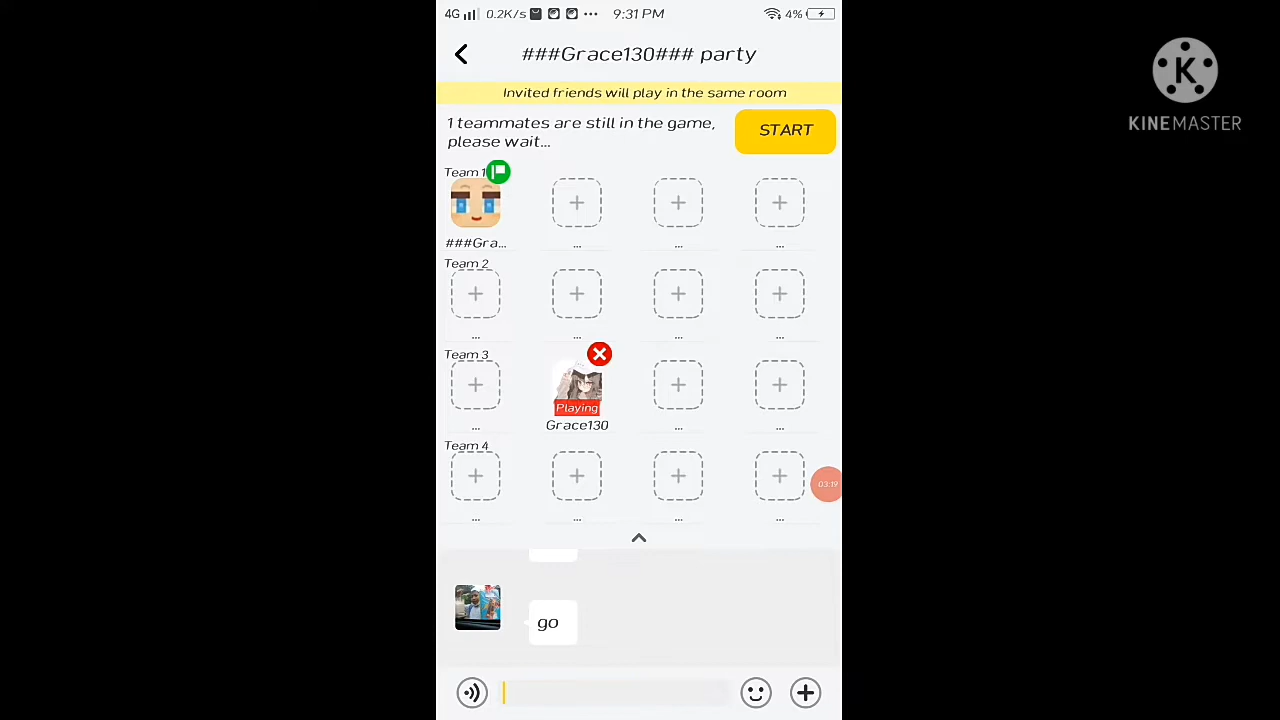 4G 0.2K/s ... 9:31 PM 4%
###Grace130### party
Invited friends will play in the same room
1 teammates are still in the game,
please wait...
START
Team 1
###Gra...
...
...
...
Team 2
...
...
...
...
Team 3
Playing
...
Grace130
...
...
Team 4
...
...
...
...
03:19
go
K
KINEMASTER